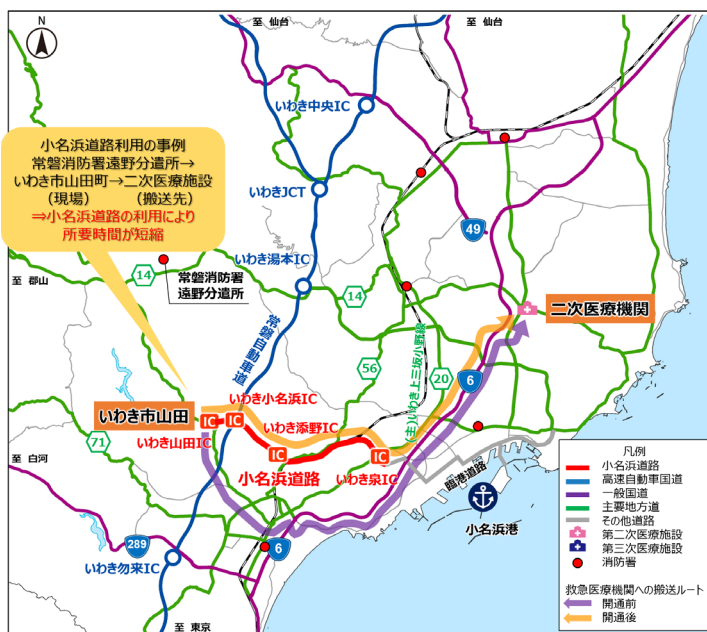 至 仙台
至 仙台
N
いわき中央IC
小名浜道路利用の事例
常磐消防署遠野分遣所→
いわき市山田町→二次医療施設
(現場) (搬送先)
⇒小名浜道路の利用により
所要時間が短縮
いわきJCT
49
いわき湯本IC
至 郡山
14
常磐消防署
遠野分遣所
14
二次医療機関
常磐自動車道
(主)いわき上三坂小野線
56
20
6
いわき小名浜IC
いわき市山田
IC
IC
いわき添野IC
いわき山田IC
71
IC
IC
小名浜道路
いわき泉IC
至 白河
臨港道路
小名浜港
289
6
いわき勿来IC
至 東京
凡例
小名浜道路
高速自動車国道
一般国道
主要地方道
その他道路
第二次医療施設
第三次医療施設
消防署
救急医療機関への搬送ルート
開通前
開通後